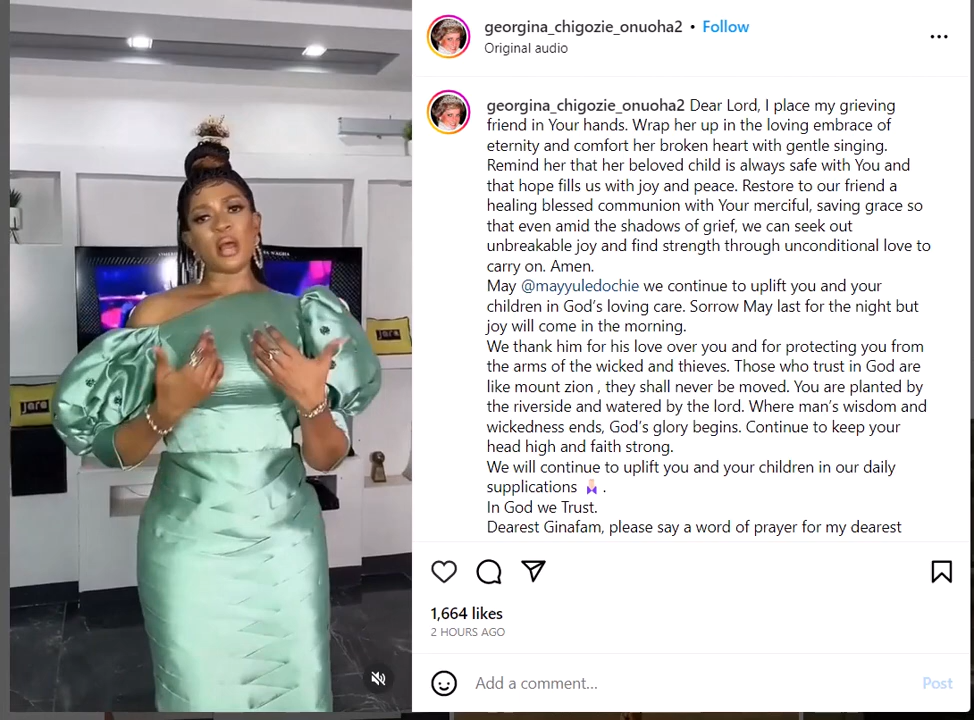 georgina_chigozie_onuoha2 • Follow
Original audio
georgina_chigozie_onuoha2 Dear Lord, I place my grieving
friend in Your hands. Wrap her up in the loving embrace of
eternity and comfort her broken heart with gentle singing.
Remind her that her beloved child is always safe with You and
that hope fills us with joy and peace. Restore to our friend a
healing blessed communion with Your merciful, saving grace so
that even amid the shadows of grief, we can seek out
unbreakable joy and find strength through unconditional love to
carry on. Amen.
May @mayyuledochie we continue to uplift you and your
children in God’s loving care. Sorrow May last for the night but
joy will come in the morning.
We thank him for his love over you and for protecting you from
the arms of the wicked and thieves. Those who trust in God are
like mount zion , they shall never be moved. You are planted by
the riverside and watered by the lord. Where man’s wisdom and
wickedness ends, God’s glory begins. Continue to keep your
head high and faith strong.
We will continue to uplift you and your children in our daily
supplications 🧎🏻‍♀️ .
In God we Trust.
Dearest Ginafam, please say a word of prayer for my dearest
1,664 likes
2 HOURS AGO
Add a comment...
Post
jara
jara